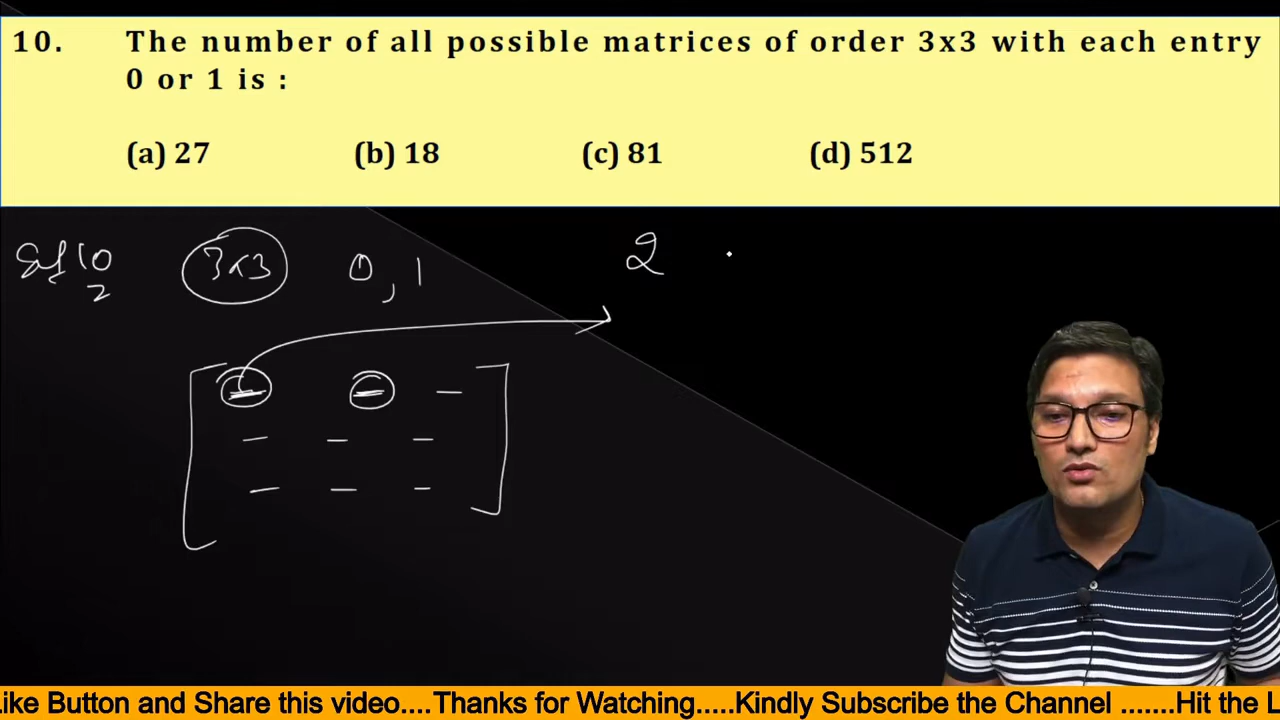 10. The number of all possible matrices of order 3x3 with each entry
0 or 1 is :
(a) 27 (b) 18 (c) 81 (d) 512
10 3x3 0, 1 2
2
[ - - -
- - -
- - - ]
ike Button and Share this video....Thanks for Watching.....Kindly Subscribe the Channel .......Hit the L